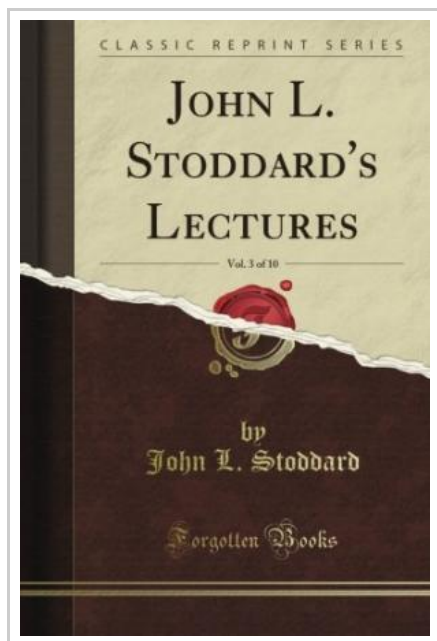 CLASSIC REPRINT SERIES
JOHN L.
STODDARD'S
LECTURES
Vol. 3 of 10
by
John L. Stoddard
Forgotten Books